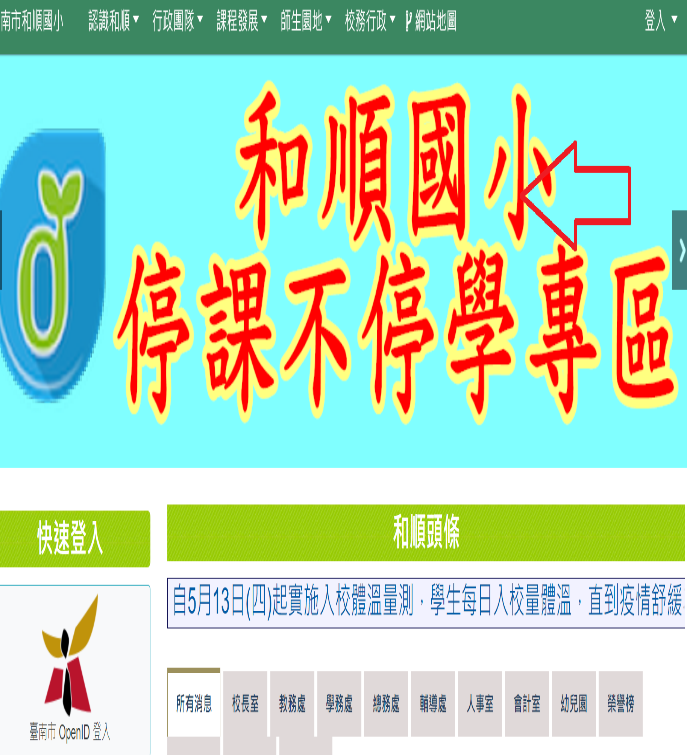 南市和順國小 認識和順 行政團隊 課程發展 師生園地 校務行政 網站地圖 登入
和順國小
停課不停學專區
快速登入
和順頭條
自5月13日(四)起實施入校體溫量測，學生每日入校量體溫，直到疫情舒緩
臺南市 OpenID 登入
所有消息 校長室 教務處 學務處 總務處 輔導處 人事室 會計室 幼兒園 榮譽榜